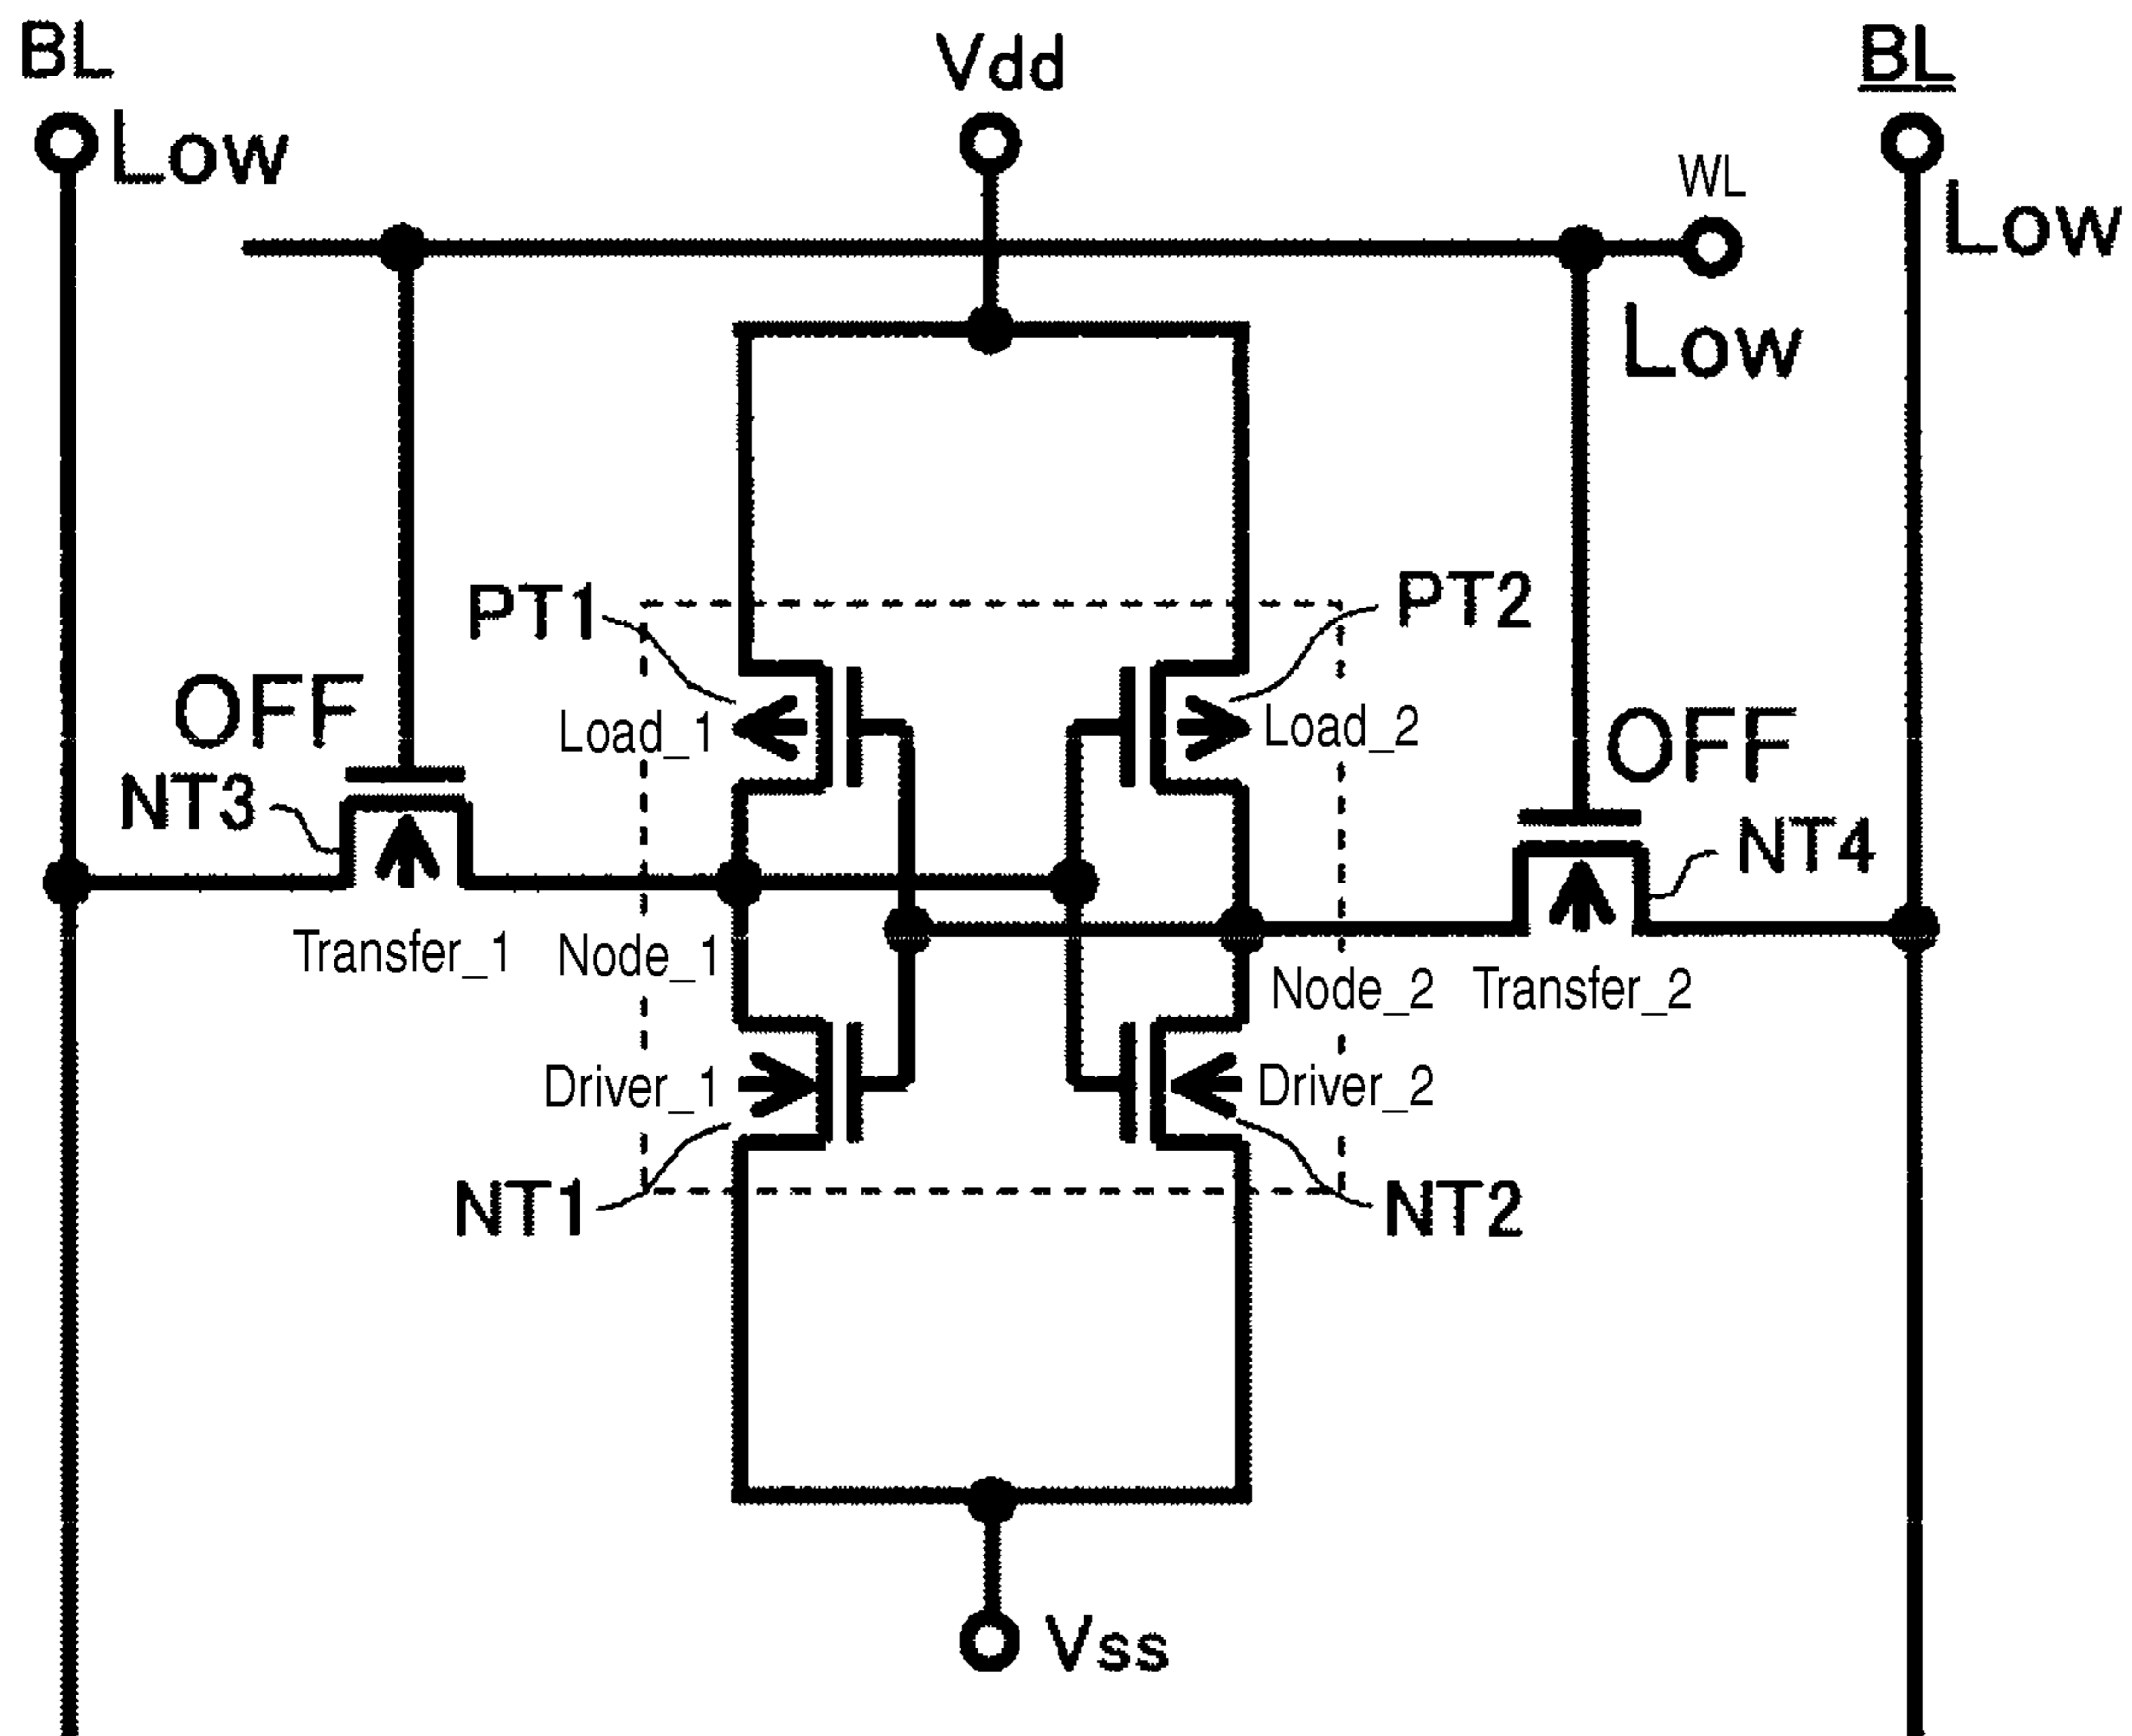 BL
Vdd
BL
Low
WL
Low
Low
PT1
PT2
OFF
Load_1
Load_2
OFF
NT3
NT4
Transfer_1
Node_1
Node_2
Transfer_2
Driver_1
Driver_2
NT1
NT2
Vss